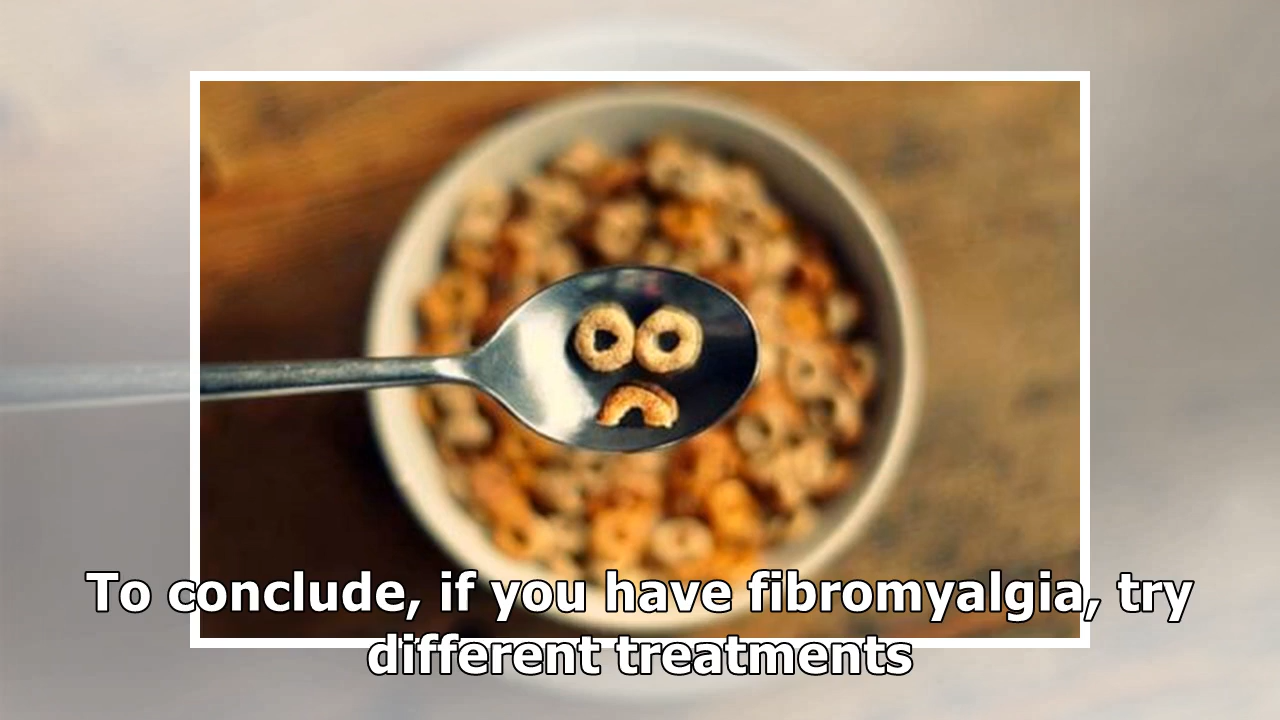 To conclude, if you have fibromyalgia, try
different treatments